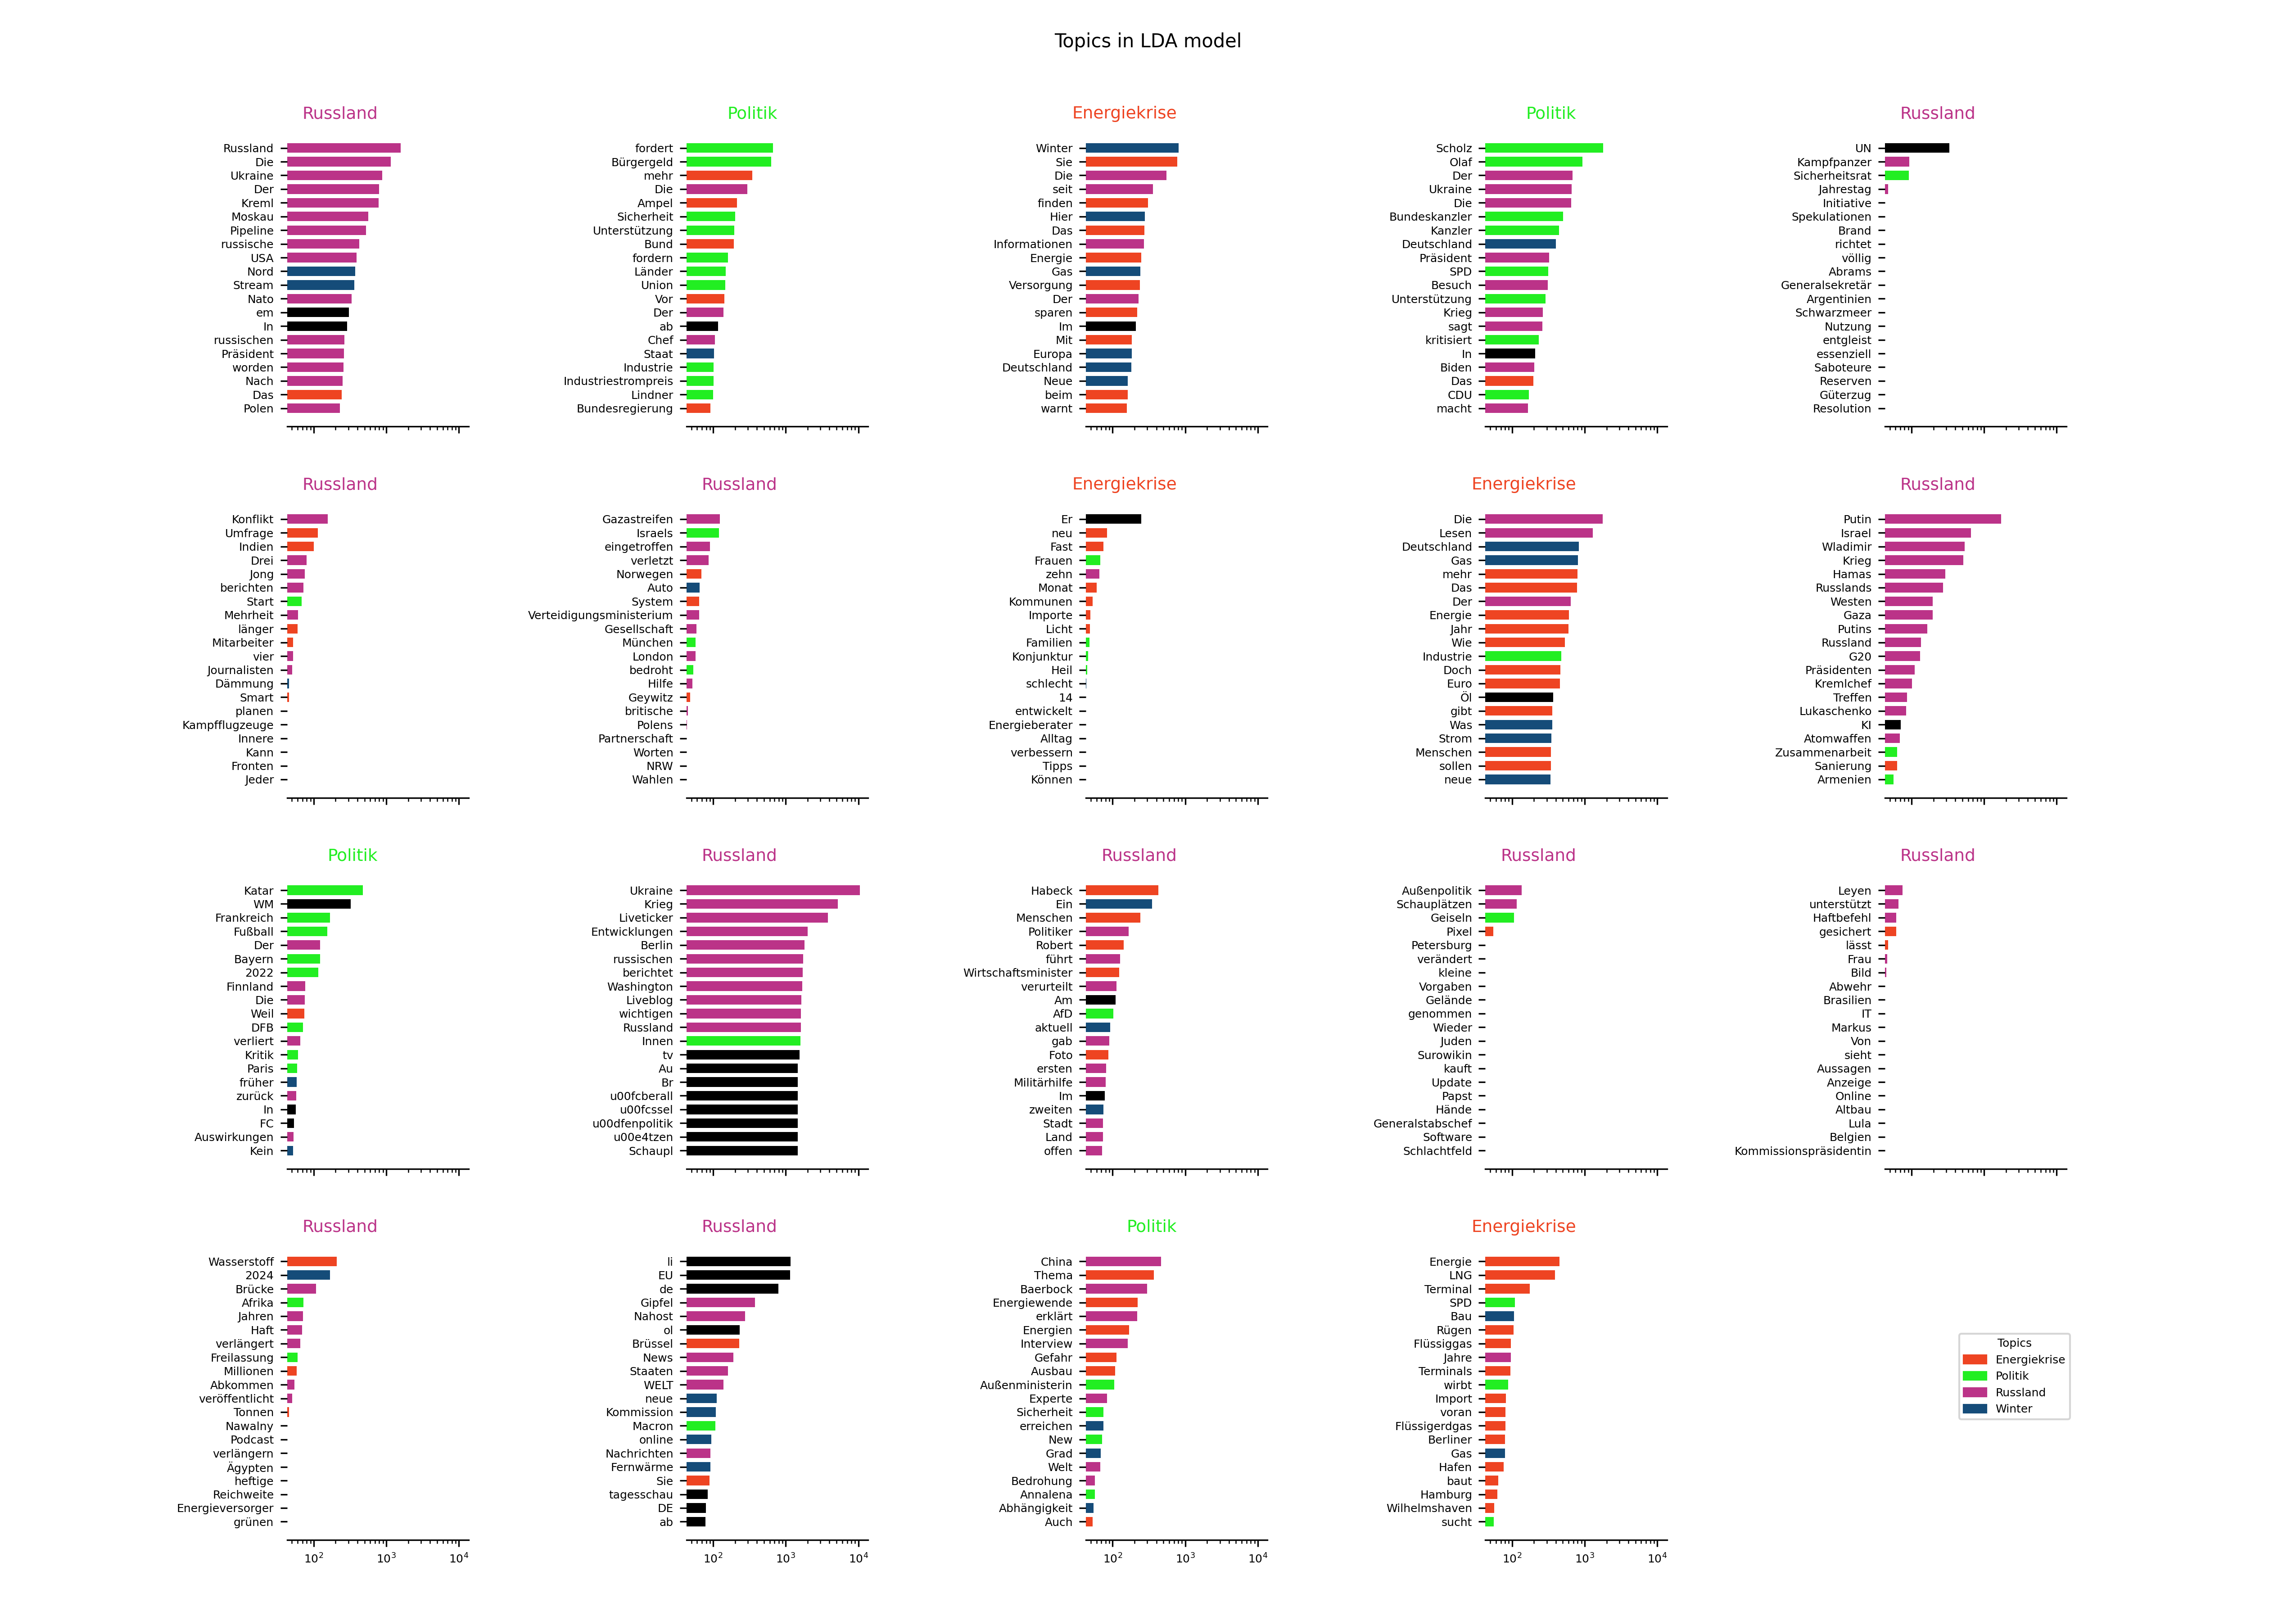 Topics in LDA model
Russland
Russland
Die
Ukraine
Der
Kreml
Moskau
Pipeline
russische
USA
Nord
Stream
Nato
em
In
russischen
Präsident
worden
Nach
Das
Polen
Politik
fordert
Bürgergeld
mehr
Die
Ampel
Sicherheit
Unterstützung
Bund
fordern
Länder
Union
Vor
Der
ab
Chef
Staat
Industrie
Industriestrompreis
Lindner
Bundesregierung
Energiekrise
Winter
Sie
Die
seit
finden
Hier
Das
Informationen
Energie
Gas
Versorgung
Der
sparen
Im
Mit
Europa
Deutschland
Neue
beim
warnt
Politik
Scholz
Olaf
Der
Ukraine
Die
Bundeskanzler
Kanzler
Deutschland
Präsident
SPD
Besuch
Unterstützung
Krieg
sagt
kritisiert
In
Biden
Das
CDU
macht
Russland
UN
Kampfpanzer
Sicherheitsrat
Jahrestag
Initiative
Spekulationen
Brand
richtet
völlig
Abrams
Generalsekretär
Argentinien
Schwarzmeer
Nutzung
entgleist
essenziell
Saboteure
Reserven
Güterzug
Resolution
Russland
Konflikt
Umfrage
Indien
Drei
Jong
berichten
Start
Mehrheit
länger
Mitarbeiter
vier
Journalisten
Dämmung
Smart
planen
Kampfflugzeuge
Innere
Kann
Fronten
Jeder
Russland
Gazastreifen
Israels
eingetroffen
verletzt
Norwegen
Auto
System
Verteidigungsministerium
Gesellschaft
München
London
bedroht
Hilfe
Geywitz
britische
Polens
Partnerschaft
Worten
NRW
Wahlen
Energiekrise
Er
neu
Fast
Frauen
zehn
Monat
Kommunen
Importe
Licht
Familien
Konjunktur
Heil
schlecht
14
entwickelt
Energieberater
Alltag
verbessern
Tipps
Können
Energiekrise
Die
Lesen
Deutschland
Gas
mehr
Das
Der
Energie
Jahr
Wie
Industrie
Doch
Euro
Öl
gibt
Was
Strom
Menschen
sollen
neue
Russland
Putin
Israel
Wladimir
Krieg
Hamas
Russlands
Westen
Gaza
Putins
Russland
G20
Präsidenten
Kremlchef
Treffen
Lukaschenko
KI
Atomwaffen
Zusammenarbeit
Sanierung
Armenien
Politik
Katar
WM
Frankreich
Fußball
Der
Bayern
2022
Finnland
Die
Weil
DFB
verliert
Kritik
Paris
früher
zurück
In
FC
Auswirkungen
Kein
Russland
Ukraine
Krieg
Liveticker
Entwicklungen
Berlin
russischen
berichtet
Washington
Liveblog
wichtigen
Russland
Innen
tv
Au
Br
u00fcberall
u00fcssel
u00dfenpolitik
u00e4tzen
Schaupl
Russland
Habeck
Ein
Menschen
Politiker
Robert
führt
Wirtschaftsminister
verurteilt
Am
AfD
aktuell
gab
Foto
ersten
Militärhilfe
Im
zweiten
Stadt
Land
offen
Russland
Außenpolitik
Schauplätzen
Geiseln
Pixel
Petersburg
verändert
kleine
Vorgaben
Gelände
genommen
Wieder
Juden
Surowikin
kauft
Update
Papst
Hände
Generalstabschef
Software
Schlachtfeld
Russland
Leyen
unterstützt
Haftbefehl
gesichert
lässt
Frau
Bild
Abwehr
Brasilien
IT
Markus
Von
sieht
Aussagen
Anzeige
Online
Altbau
Lula
Belgien
Kommissionspräsidentin
Russland
Wasserstoff
2024
Brücke
Afrika
Jahren
Haft
verlängert
Freilassung
Millionen
Abkommen
veröffentlicht
Tonnen
Nawalny
Podcast
verlängern
Ägypten
heftige
Reichweite
Energieversorger
grünen
10² 10³ 10⁴
Russland
li
EU
de
Gipfel
Nahost
ol
Brüssel
News
Staaten
WELT
neue
Kommission
Macron
online
Nachrichten
Fernwärme
Sie
tagesschau
DE
ab
10² 10³ 10⁴
Politik
China
Thema
Baerbock
Energiewende
erklärt
Energien
Interview
Gefahr
Ausbau
Außenministerin
Experte
Sicherheit
erreichen
New
Grad
Welt
Bedrohung
Annalena
Abhängigkeit
Auch
10² 10³ 10⁴
Energiekrise
Energie
LNG
Terminal
SPD
Bau
Rügen
Flüssiggas
Jahre
Terminals
wirbt
Import
voran
Flüssigerdgas
Berliner
Gas
Hafen
baut
Hamburg
Wilhelmshaven
sucht
10² 10³ 10⁴
Topics
Energiekrise
Politik
Russland
Winter